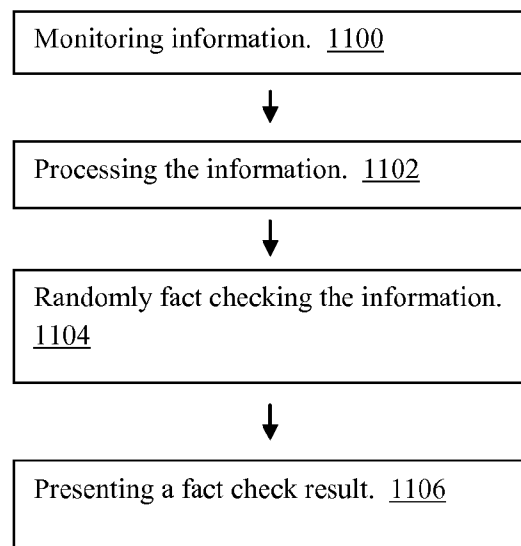 Monitoring information. 1100
Processing the information. 1102
Randomly fact checking the information.
1104
Presenting a fact check result. 1106